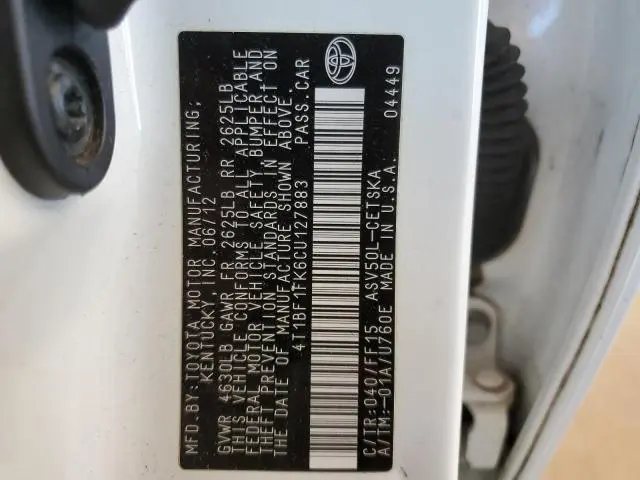 MFD. BY: TOYOTA MOTOR MANUFACTURING,
KENTUCKY, INC. 06/12
GVWR 4630LB GAWR FR 2625LB RR 2625LB
THIS VEHICLE CONFORMS TO ALL APPLICABLE
FEDERAL MOTOR VEHICLE SAFETY, BUMPER AND
THEFT PREVENTION STANDARDS IN EFFECT ON
THE DATE OF MANUFACTURE SHOWN ABOVE.
4T1BF1FK6CU127883 PASS. CAR
C/TR: 040/FF15 ASV50L-CETSKA
A/TM: -01A/U760E MADE IN U.S.A. 04449